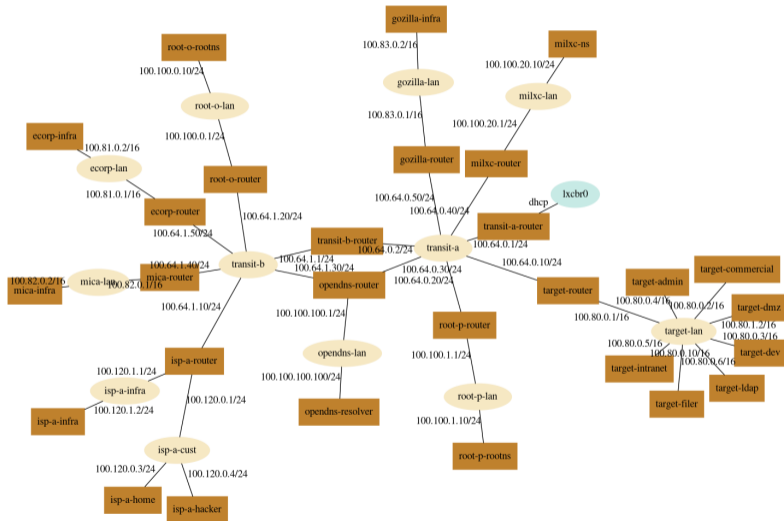 gozilla-infra
root-o-rootns
milxc-ns
100.83.0.2/16
100.100.20.10/24
100.100.0.10/24
gozilla-lan
milxc-lan
root-o-lan
100.83.0.1/16
100.100.20.1/24
ecorp-infra
100.100.0.1/24
100.81.0.2/16
gozilla-router
milxc-router
ecorp-lan
root-o-router
100.81.0.1/16
lxcbr0
dhcp
100.64.0.50/24
100.64.0.40/24
ecorp-router
100.64.1.20/24
transit-a-router
100.64.1.50/24
transit-b-router
100.64.0.2/24
transit-a
100.64.0.1/24
transit-b
100.64.1.1/24
100.64.1.40/24
100.64.1.30/24
100.64.0.30/24
100.64.0.10/24
target-commercial
100.82.0.2/16
mica-lan
100.82.0.1/16
mica-router
opendns-router
100.64.0.20/24
target-router
target-admin
mica-infra
100.64.1.10/24
100.100.100.1/24
100.80.0.1/16
100.80.0.4/16
100.80.0.2/16
target-dmz
root-p-router
target-lan
100.80.1.2/16
100.80.0.3/16
isp-a-router
opendns-lan
100.100.1.1/24
100.80.0.5/16
100.80.0.10/16
100.80.0.6/16
target-dev
100.120.1.1/24
100.100.100.100/24
target-intranet
isp-a-infra
100.120.0.1/24
root-p-lan
target-ldap
100.120.1.2/24
opendns-resolver
target-filer
isp-a-infra
100.100.1.10/24
isp-a-cust
root-p-rootns
100.120.0.3/24
100.120.0.4/24
isp-a-home
isp-a-hacker